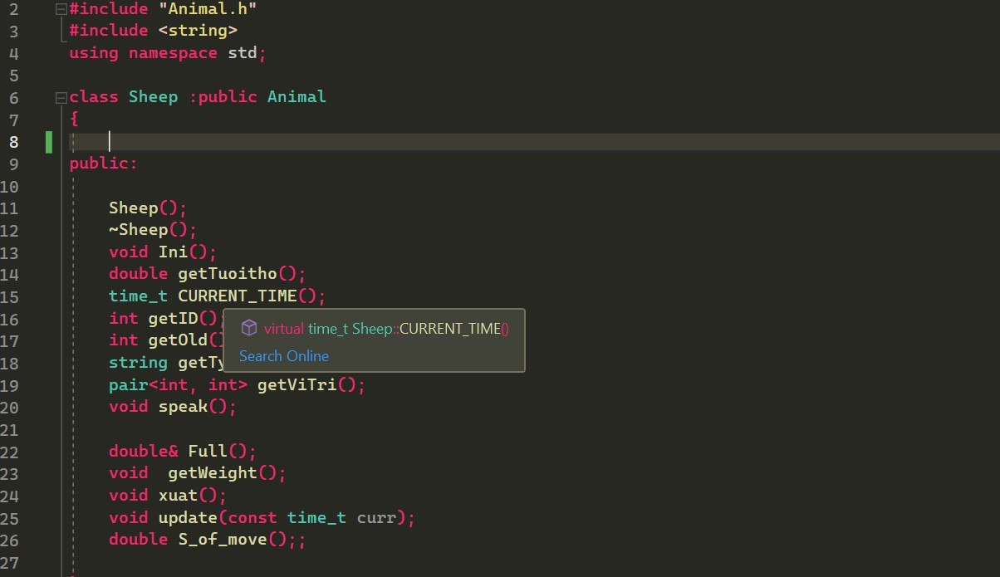 2 #include "Animal.h"
3 #include <string>
4 using namespace std;
5
6 class Sheep :public Animal
7 {
8
9 public:
10
11 Sheep();
12 ~Sheep();
13 void Ini();
14 double getTuoitho();
15 time_t CURRENT_TIME();
16 int getID();
virtual time_t Sheep::CURRENT_TIME()
17 int getOld()
Search Online
18 string getTy
19 pair<int, int> getViTri();
20 void speak();
21
22 double& Full();
23 void  getWeight();
24 void xuat();
25 void update(const time_t curr);
26 double S_of_move();;
27